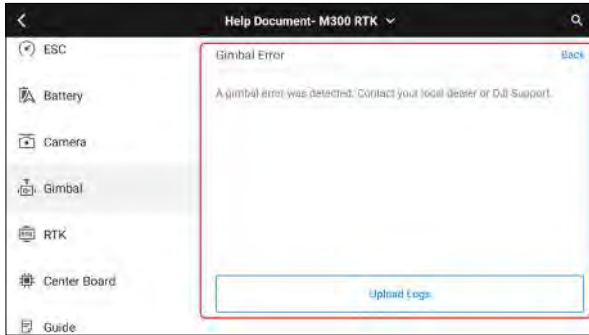 Help Document- M300 RTK
ESC
Gimbal Error
Back
Battery
A gimbal error was detected. Contact your local dealer or DJI Support.
Camera
Gimbal
RTK
Center Board
Upload Logs
Guide